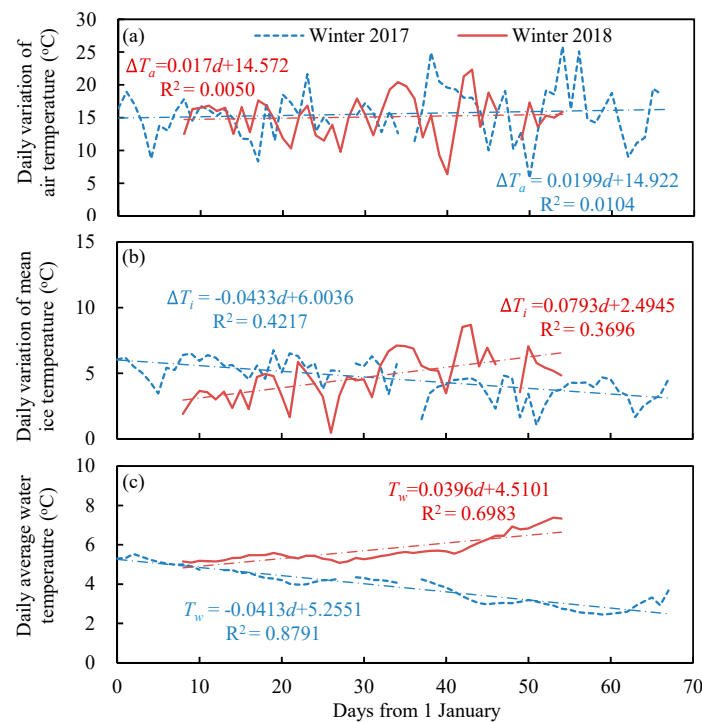 (a)
Winter 2017
Winter 2018
ΔTₐ=0.017d+14.572
R² = 0.0050
ΔTₐ = 0.0199d+14.922
R² = 0.0104
Daily variation of
air termperature (°C)
30
25
20
15
10
5
0
(b)
ΔTᵢ = -0.0433d+6.0036
R² = 0.4217
ΔTᵢ = 0.0793d+2.4945
R² = 0.3696
Daily variation of mean
ice temperature (°C)
15
10
5
0
(c)
T_w=0.0396d+4.5101
R² = 0.6983
T_w = -0.0413d+5.2551
R² = 0.8791
Daily average water
temperautre (°C)
10
8
6
4
2
0
0 10 20 30 40 50 60 70
Days from 1 January